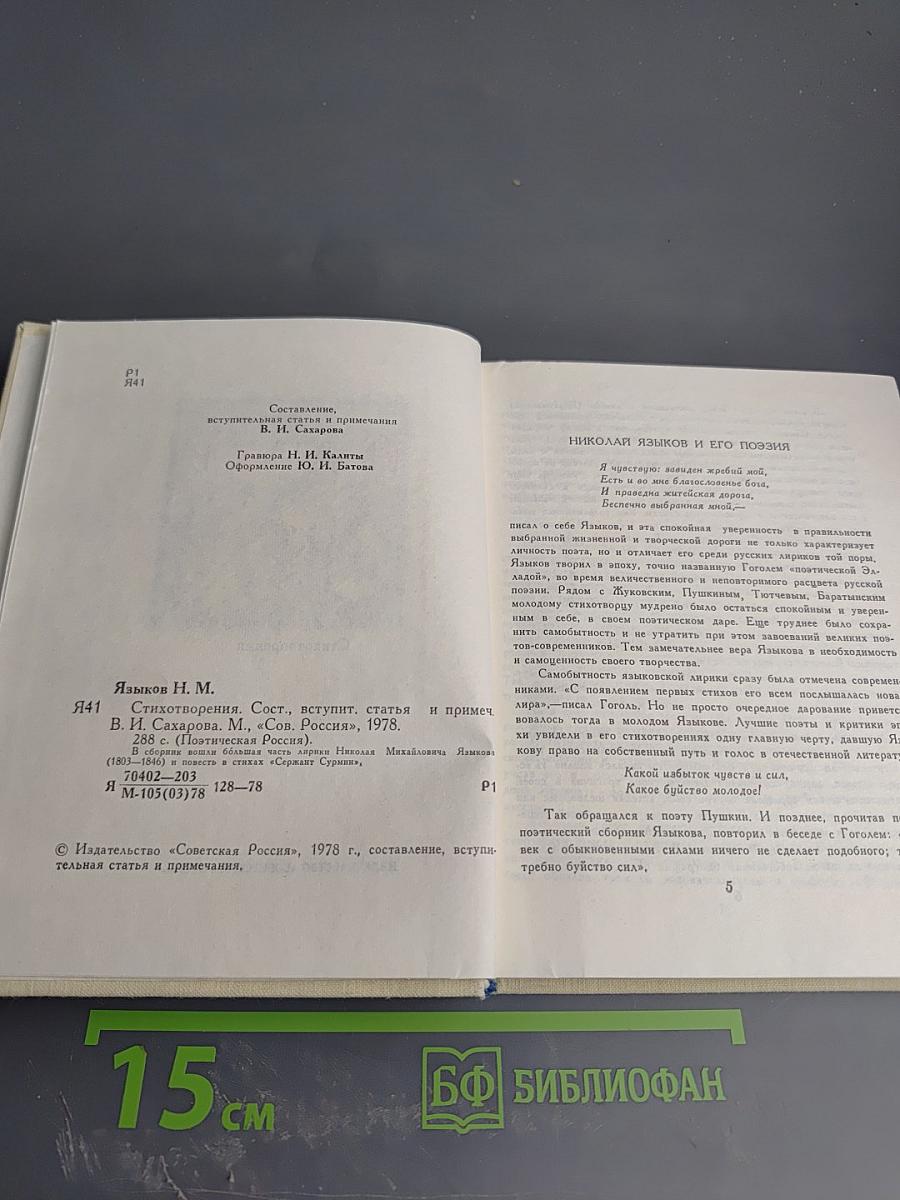 Р1
Я41
Составление,
вступительная статья и примечания
В. И. Сахарова
Гравюра Н. И. Калиты
Оформление Ю. И. Батова
Языков Н. М.
Я41 Стихотворения. Сост., вступит. статья и примеч.
В. И. Сахарова. М., «Сов. Россия», 1978.
288 с. (Поэтическая Россия).
В сборник вошли бо́льшая часть лирики Николая Михайловича Языкова
(1803—1846) и повесть в стихах «Сержант Сурмин».
Я 70402—203 128—78 Р1
М-105(03)78
© Издательство «Советская Россия», 1978 г., составление, вступи-
тельная статья и примечания.
НИКОЛАЙ ЯЗЫКОВ И ЕГО ПОЭЗИЯ
Я чувствую: завиден жребий мой,
Есть и во мне благословенье бога,
И праведна житейская дорога,
Беспечно выбранная мной,—
писал о себе Языков, и эта спокойная уверенность в правильности
выбранной жизненной и творческой дороги не только характеризует
личность поэта, но и отличает его среди русских лириков той поры.
Языков творил в эпоху, точно названную Гоголем «поэтической Эл-
ладой», во время величественного и неповторимого расцвета русской
поэзии. Рядом с Жуковским, Пушкиным, Тютчевым, Баратынским
молодому стихотворцу мудрено было остаться спокойным и уверен-
ным в себе, в своем поэтическом даре. Еще труднее было сохра-
нить самобытность и не утратить при этом завоеваний великих поэ-
тов-современников. Тем замечательнее вера Языкова в необходимость
и самоценность своего творчества.
Самобытность языковской лирики сразу была отмечена современ-
никами. «С появлением первых стихов его всем послышалась нова
лира»,—писал Гоголь. Но не просто очередное дарование приветс
вовалось тогда в молодом Языкове. Лучшие поэты и критики эп
хи увидели в его стихотворениях одну главную черту, давшую Яз
кову право на собственный путь и голос в отечественной литерату
Какой избыток чувств и сил,
Какое буйство молодое!
Так обращался к поэту Пушкин. И позднее, прочитав п
поэтический сборник Языкова, повторил в беседе с Гоголем: «
век с обыкновенными силами ничего не сделает подобного; т
требно буйство сил».
5
15 см
БФ БИБЛИОФАН